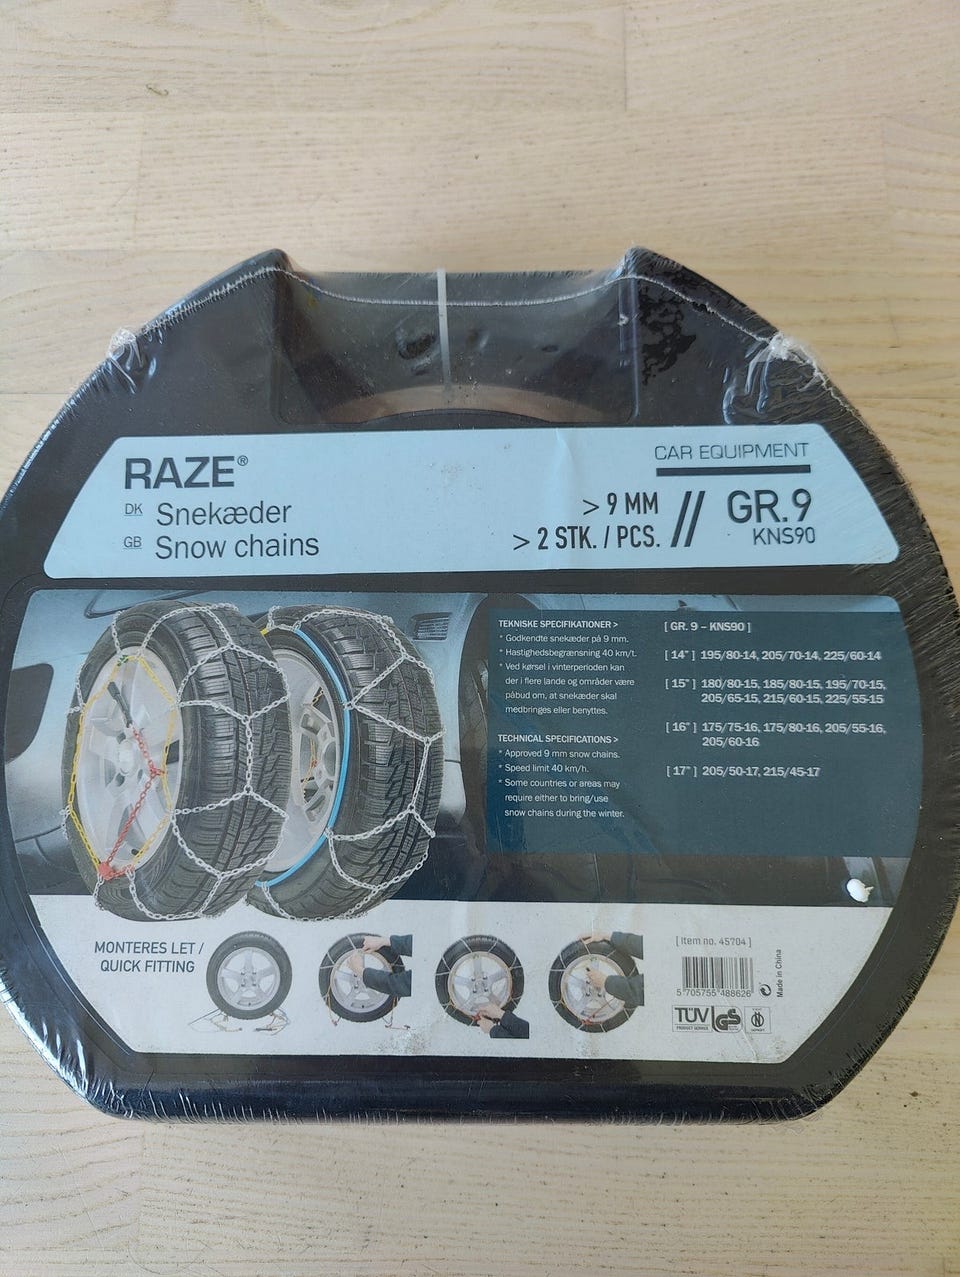 RAZE®
DK Snekæder
GB Snow chains
CAR EQUIPMENT
> 9 MM
> 2 STK. / PCS.
//
GR.9
KNS90
TEKNISKE SPECIFIKATIONER >
* Godkendte snekæder på 9 mm.
* Hastighedsbegrænsning 40 km/t.
* Ved kørsel i vinterperioden kan
der i flere lande og områder være
påbud om, at snekæder skal
medbringes eller benyttes.
TECHNICAL SPECIFICATIONS >
* Approved 9 mm snow chains.
* Speed limit 40 km/h.
* Some countries or areas may
require either to bring/use
snow chains during the winter.
[ GR. 9 – KNS90 ]
[ 14" ] 195/80-14, 205/70-14, 225/60-14
[ 15" ] 180/80-15, 185/80-15, 195/70-15,
205/65-15, 215/60-15, 225/55-15
[ 16" ] 175/75-16, 175/80-16, 205/55-16,
205/60-16
[ 17" ] 205/50-17, 215/45-17
MONTERES LET /
QUICK FITTING
[ Item no. 45704 ]
5 705755 488626
Made in China
TÜV
PRODUCT SERVICE
GS